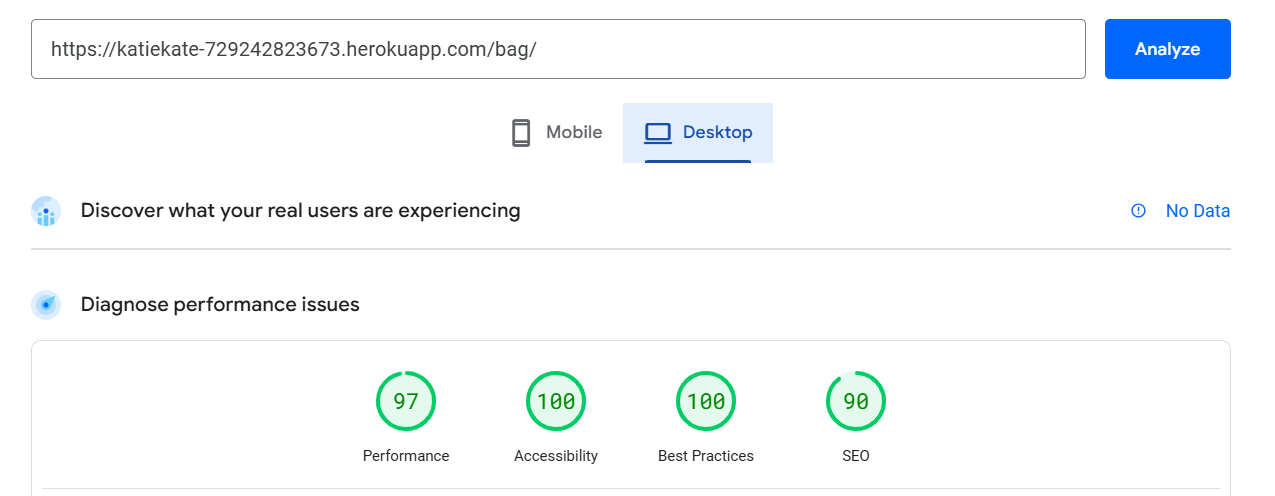 https://katiekate-729242823673.herokuapp.com/bag/
Analyze
Mobile
Desktop
Discover what your real users are experiencing
No Data
Diagnose performance issues
97
100
100
90
Performance
Accessibility
Best Practices
SEO